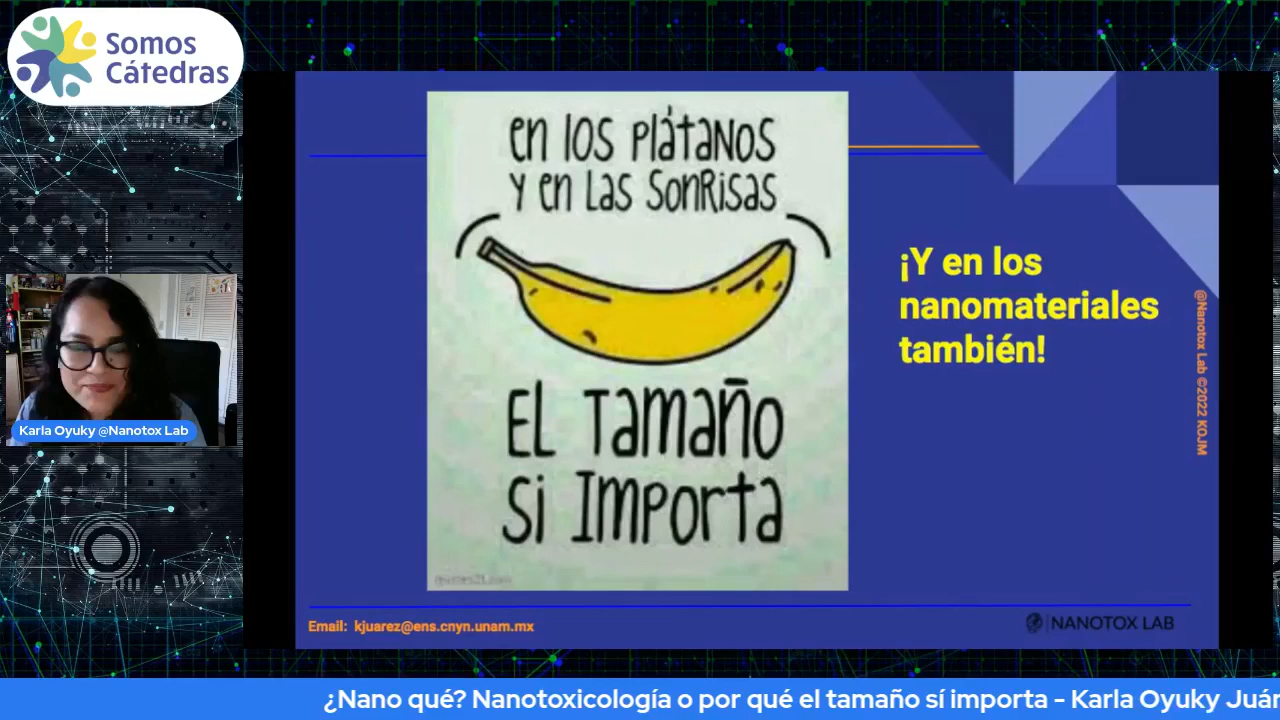 Somos
Cátedras
en los plátanos
y en las sonrisas
El tamaño
si importa
¡Y en los
nanomateriales
también!
@Nanotox Lab ©2022 KOJM
Karla Oyuky @Nanotox Lab
Email: kjuarez@ens.cnyn.unam.mx
NANOTOX LAB
¿Nano qué? Nanotoxicología o por qué el tamaño sí importa - Karla Oyuky Juár